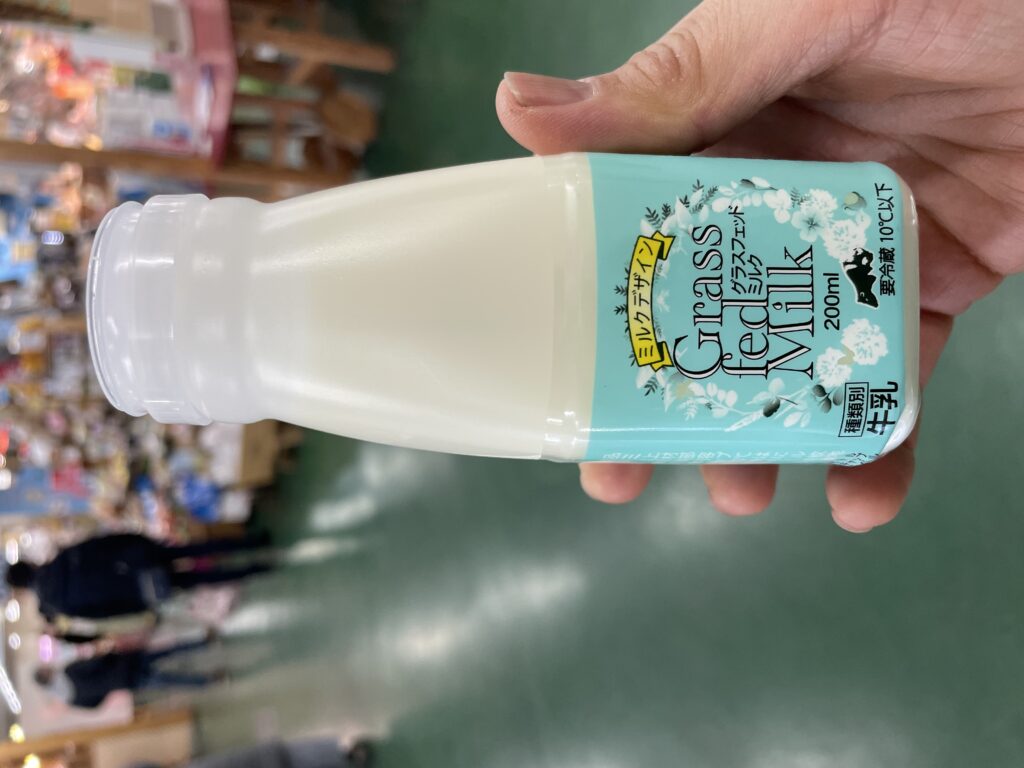 ミルクデザイン
Grass
fed
Milk
グラスフェッド
ミルク
200ml
種類別
牛乳
要冷蔵 10℃以下